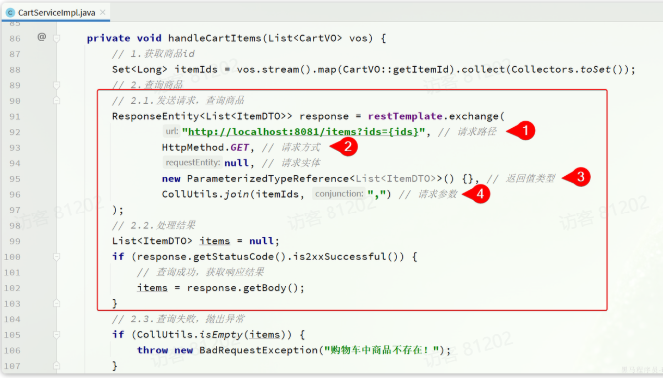 CartServiceImpl.java
86 @ private void handleCartItems(List<CartVO> vos) {
87 // 1.获取商品id
88 Set<Long> itemIds = vos.stream().map(CartVO::getItemId).collect(Collectors.toSet());
89 // 2.查询商品
90 // 2.1.发送请求，查询商品
91 ResponseEntity<List<ItemDTO>> response = restTemplate.exchange(
92 url: "http://localhost:8081/items?ids={ids}", // 请求路径 1
93 HttpMethod.GET, // 请求方式 2
94 requestEntity: null, // 请求实体
95 new ParameterizedTypeReference<List<ItemDTO>>() {}, // 返回值类型 3
96 CollUtils.join(itemIds, conjunction: ",") // 请求参数 4
97 );
98 // 2.2.处理结果
99 List<ItemDTO> items = null;
100 if (response.getStatusCode().is2xxSuccessful()) {
101 // 查询成功，获取响应结果
102 items = response.getBody();
103 }
104 // 2.3.查询失败，抛出异常
105 if (CollUtils.isEmpty(items)) {
106 throw new BadRequestException("购物车中商品不存在！");
107 }
访客 81202
访客 81202
访客 81202
访客 81202